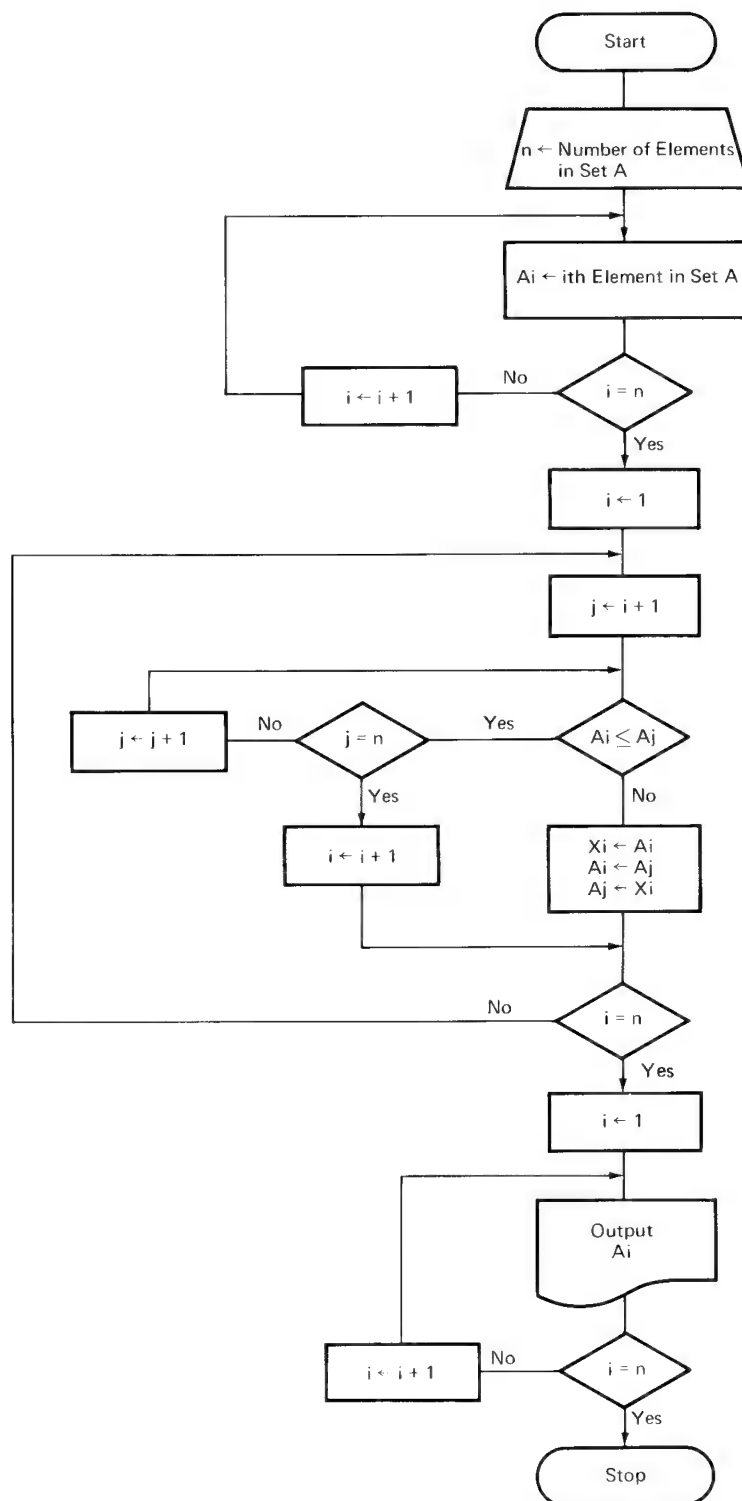 Start
n ← Number of Elements
in Set A
Ai ← ith Element in Set A
No
i = n
i ← i + 1
Yes
i ← 1
j ← i + 1
j ← j + 1
No
j = n
Yes
Ai ≤ Aj
Yes
No
i ← i + 1
Xi ← Ai
Ai ← Aj
Aj ← Xi
No
i = n
Yes
i ← 1
Output
Ai
i ← i + 1
No
i = n
Yes
Stop